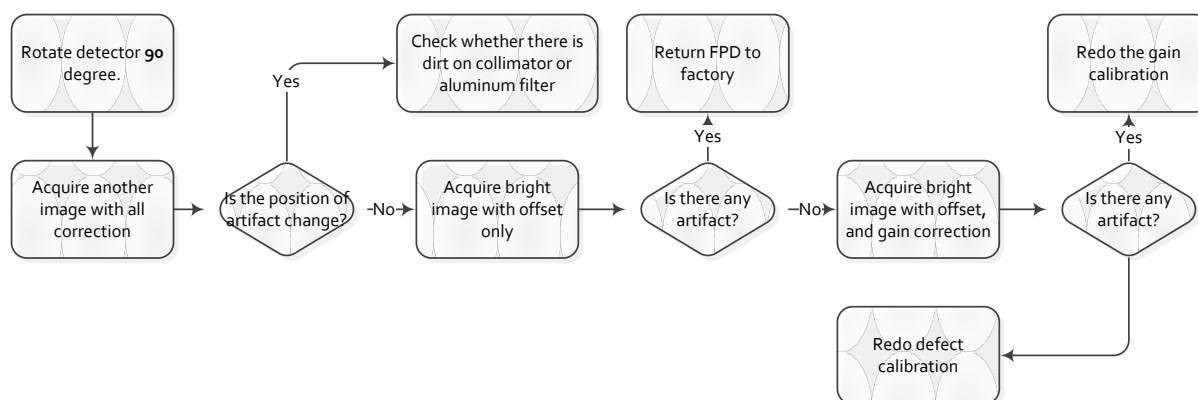 Rotate detector 90
degree.
Yes
Check whether there is
dirt on collimator or
aluminum filter
Return FPD to
factory
Yes
Redo the gain
calibration
Yes
Acquire another
image with all
correction
Is the position of
artifact change?
No
Acquire bright
image with offset
only
Is there any
artifact?
No
Acquire bright
image with offset,
and gain correction
Is there any
artifact?
Redo defect
calibration